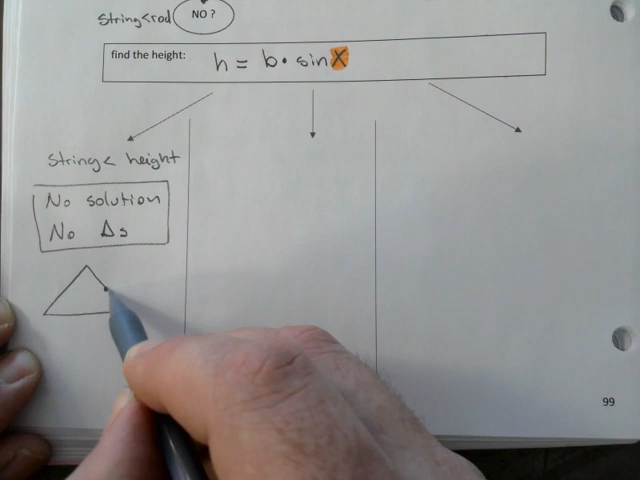 String<rod NO ?
find the height: h = b • sin X
String< height
No solution
No Δs
99